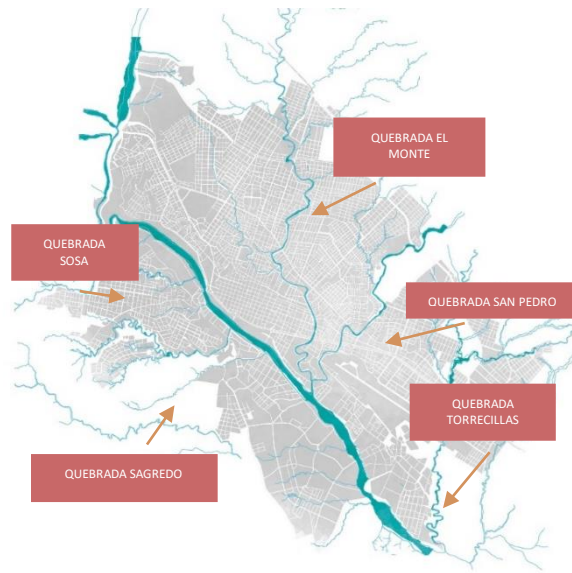 QUEBRADA EL
MONTE
QUEBRADA
SOSA
QUEBRADA SAN PEDRO
QUEBRADA
TORRECILLAS
QUEBRADA SAGREDO